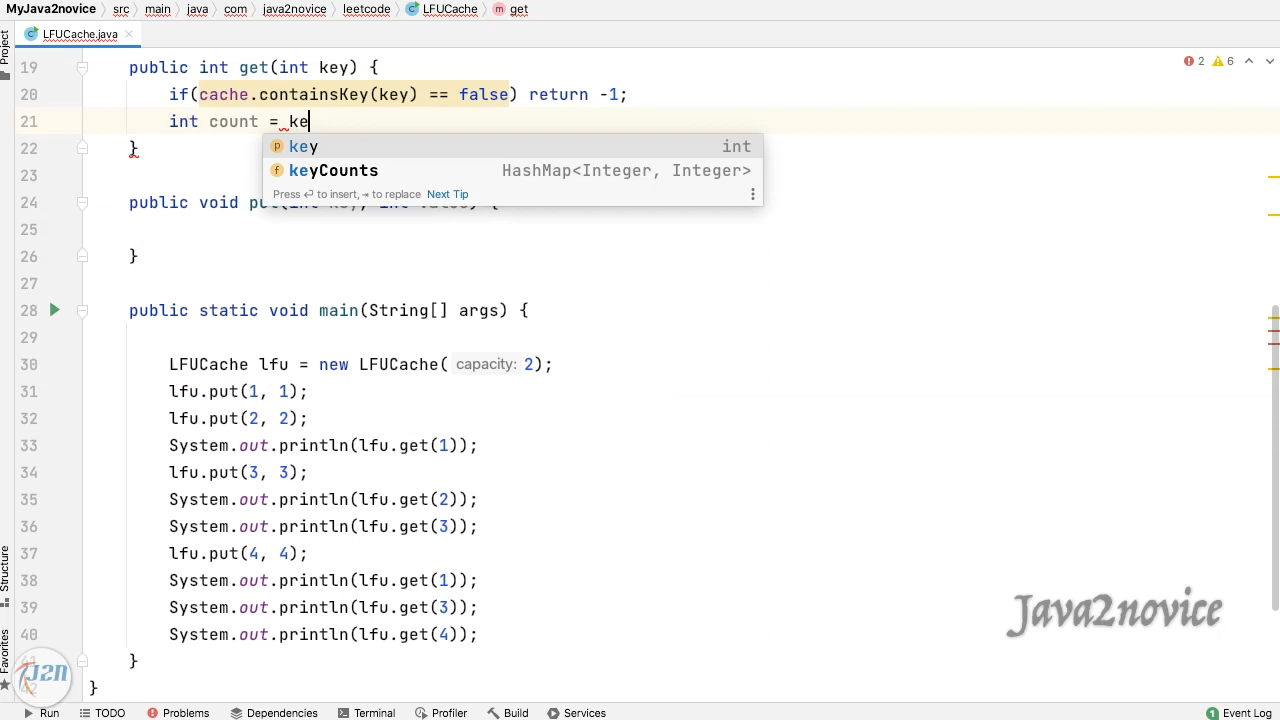 MyJava2novice src main java com java2novice leetcode LFUCache get
LFUCache.java
Project
2 6
19 public int get(int key) {
20 if(cache.containsKey(key) == false) return -1;
21 int count = ke
22 }
key int
keyCounts HashMap<Integer, Integer>
Press ⏎ to insert, ⇥ to replace Next Tip
23
24 public void put(int key, int value) {
25
26 }
27
28 public static void main(String[] args) {
29
30 LFUCache lfu = new LFUCache( capacity: 2);
31 lfu.put(1, 1);
32 lfu.put(2, 2);
33 System.out.println(lfu.get(1));
34 lfu.put(3, 3);
35 System.out.println(lfu.get(2));
36 System.out.println(lfu.get(3));
37 lfu.put(4, 4);
38 System.out.println(lfu.get(1));
39 System.out.println(lfu.get(3));
40 System.out.println(lfu.get(4));
41 }
42 }
Structure
Favorites
Java2novice
J2N
Run TODO Problems Dependencies Terminal Profiler Build Services 1 Event Log